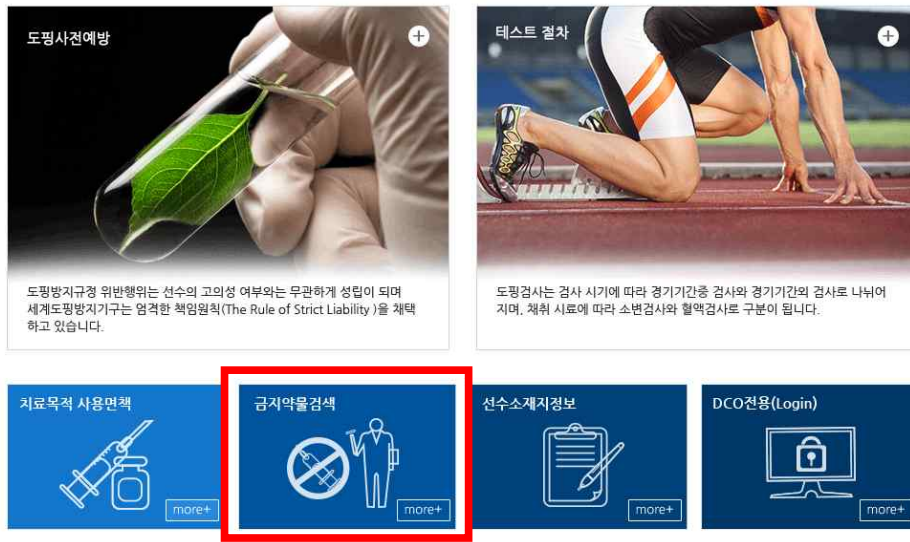 도핑사전예방
테스트 절차
도핑방지규정 위반행위는 선수의 고의성 여부와는 무관하게 성립이 되며
세계도핑방지기구는 엄격한 책임원칙(The Rule of Strict Liability )을 채택
하고 있습니다.
도핑검사는 검사 시기에 따라 경기기간중 검사와 경기기간외 검사로 나뉘어
지며, 채취 시료에 따라 소변검사와 혈액검사로 구분이 됩니다.
치료목적 사용면책
more+
금지약물검색
more+
선수소재지정보
more+
DCO전용(Login)
more+